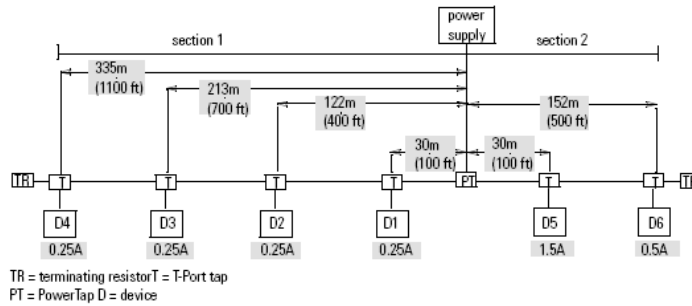 power
supply
section 1
section 2
335m
(1100 ft)
213m
(700 ft)
122m
(400 ft)
152m
(500 ft)
30m
(100 ft)
30m
(100 ft)
TR
T
T
T
T
PT
T
T
D4
D3
D2
D1
D5
D6
0.25A
0.25A
0.25A
0.25A
1.5A
0.5A
TR = terminating resistorT = T-Port tap
PT = PowerTap D = device